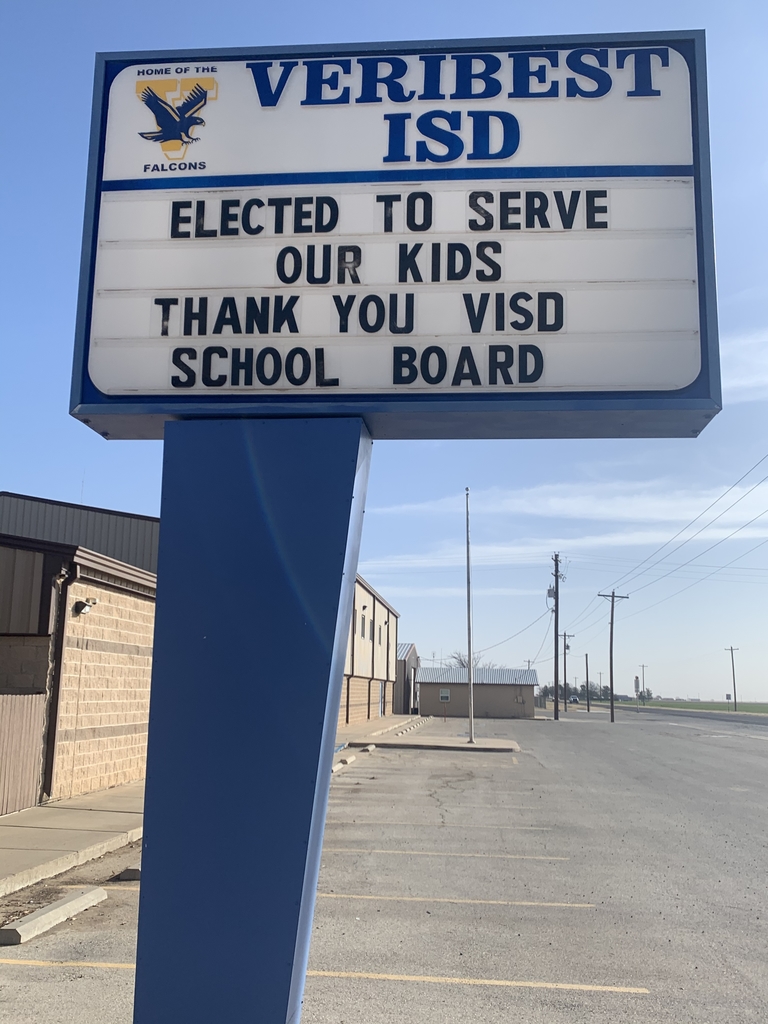 HOME OF THE
V
FALCONS
VERIBEST
ISD
ELECTED TO SERVE
OUR KIDS
THANK YOU VISD
SCHOOL BOARD